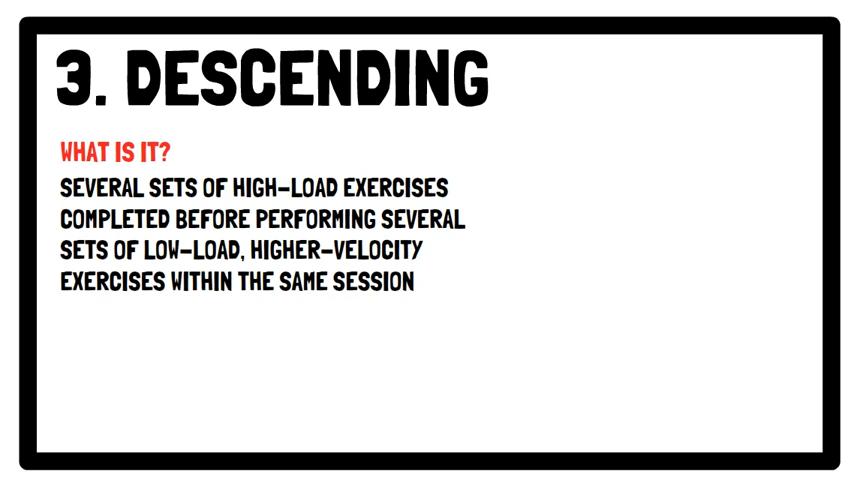 3. DESCENDING
WHAT IS IT?
SEVERAL SETS OF HIGH-LOAD EXERCISES
COMPLETED BEFORE PERFORMING SEVERAL
SETS OF LOW-LOAD, HIGHER-VELOCITY
EXERCISES WITHIN THE SAME SESSION